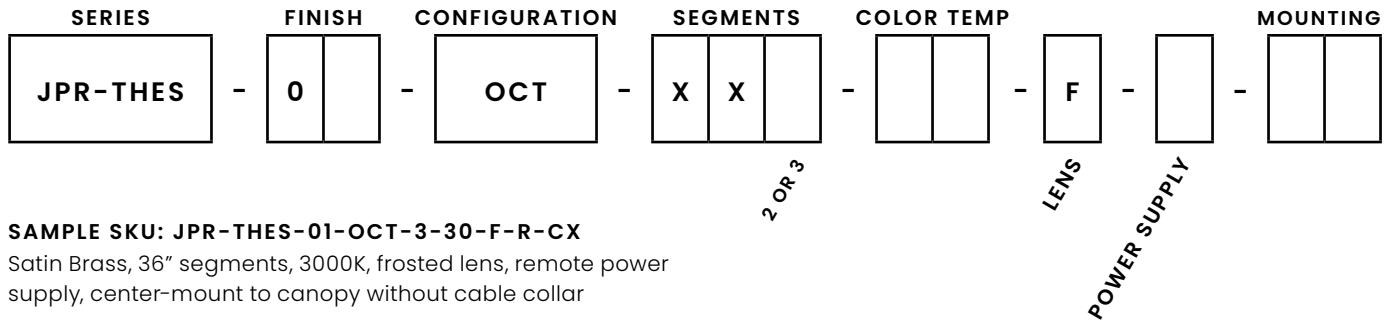 SERIES FINISH CONFIGURATION SEGMENTS COLOR TEMP MOUNTING
JPR-THES - 0 - OCT - X X - - F - -
2 OR 3
LENS
POWER SUPPLY
SAMPLE SKU: JPR-THES-01-OCT-3-30-F-R-CX
Satin Brass, 36” segments, 3000K, frosted lens, remote power
supply, center-mount to canopy without cable collar